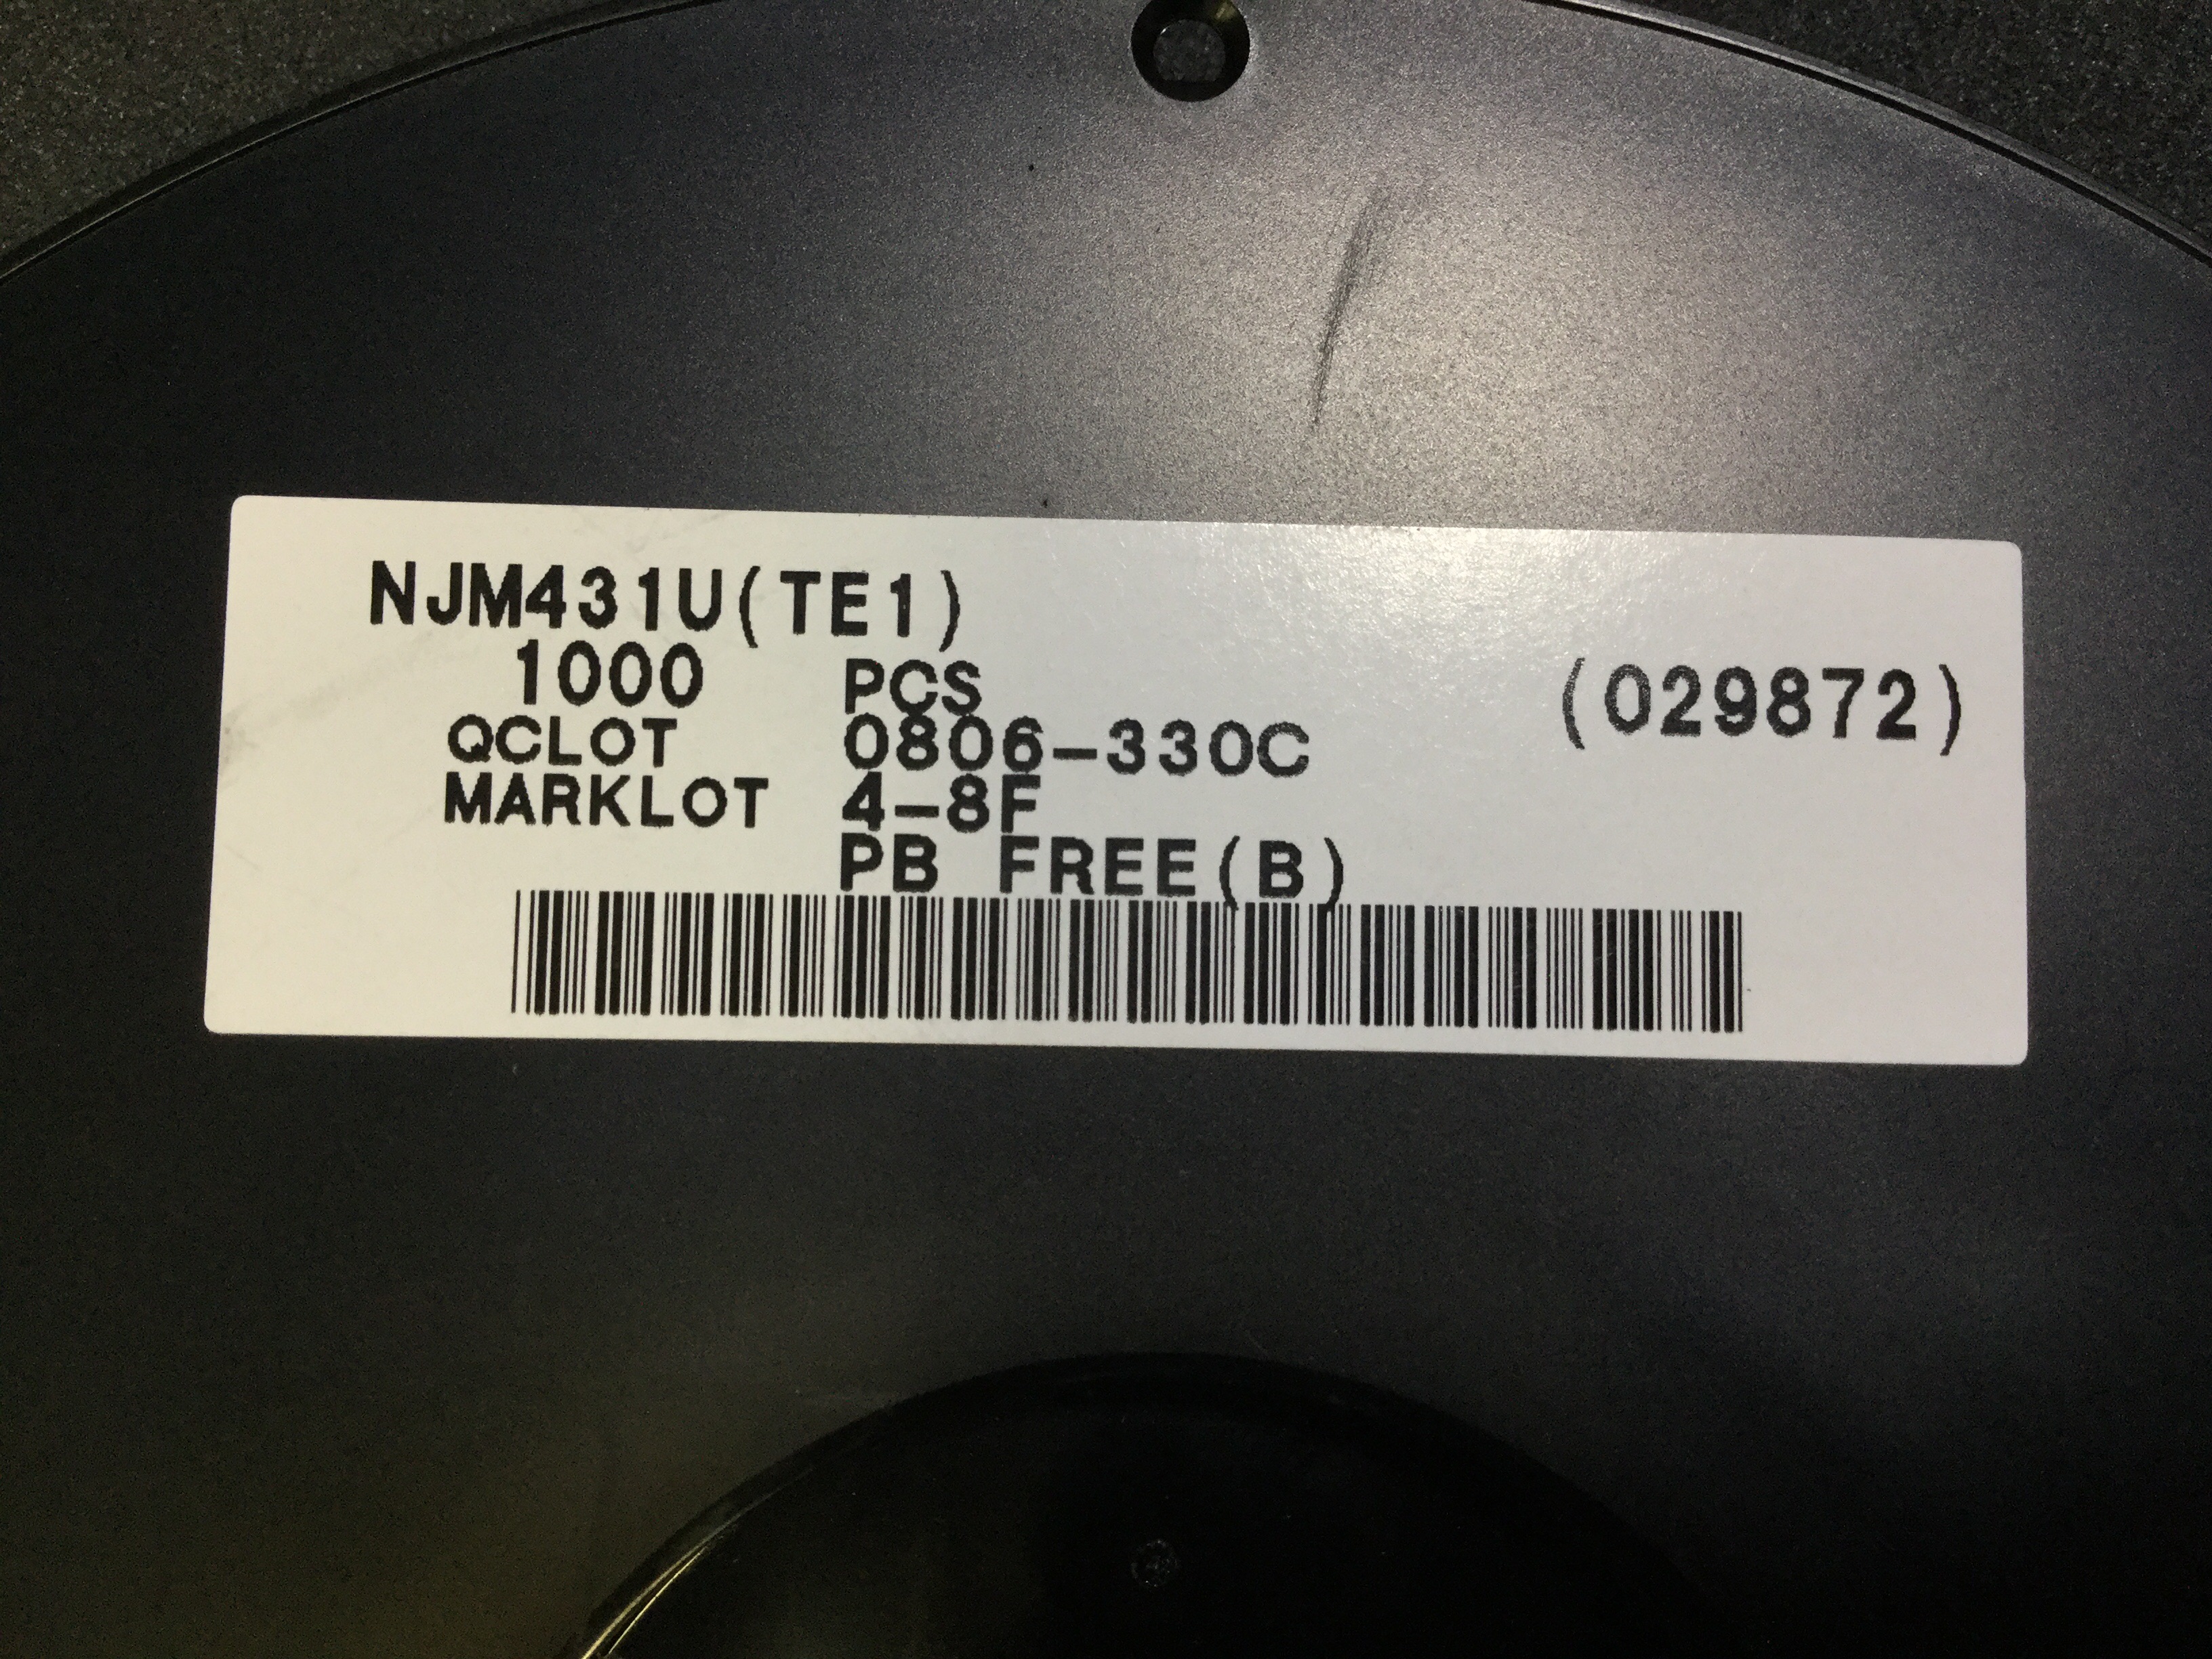 NJM431U(TE1)
1000 PCS (029872)
QCLOT 0806-330C
MARKLOT 4-8F
PB FREE(B)